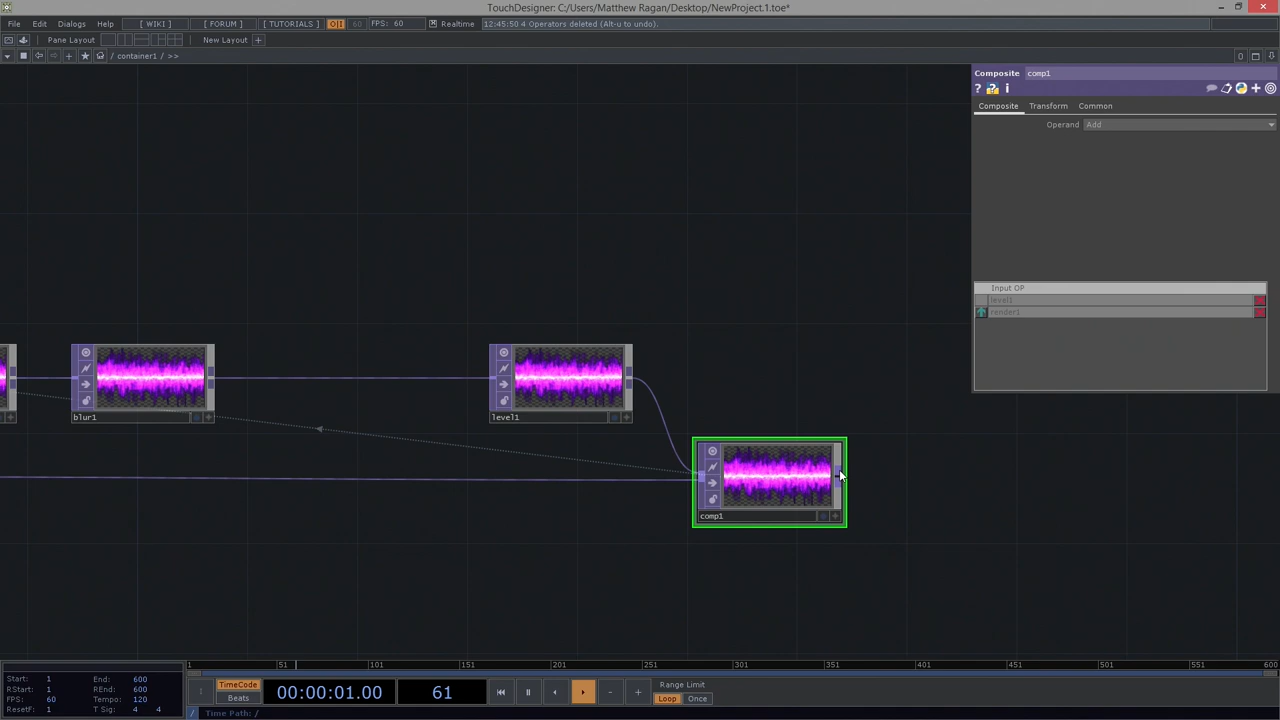 TouchDesigner: C:/Users/Matthew Ragan/Desktop/NewProject.1.toe*
File Edit Dialogs [ WIKI ] [ FORUM ] [ TUTORIALS ] O|I 60 FPS: 60 Realtime 12:45:50 4 Operators deleted (Alt-u to undo).
Pane Layout New Layout +
/ container1 / >> 0
Composite comp1
? ? i
Composite Transform Common
Operand Add
Input OP
level1
render1
blur1
level1
comp1
1 51 101 151 201 251 301 351 401 451 501 551 600
Start: 1 End: 600
RStart: 1 REnd: 600
FPS: 60 Tempo: 120
ResetF: 1 T Sig: 4 4
TimeCode
Beats
00:00:01.00 61
Range Limit
Loop Once
/ Time Path: /